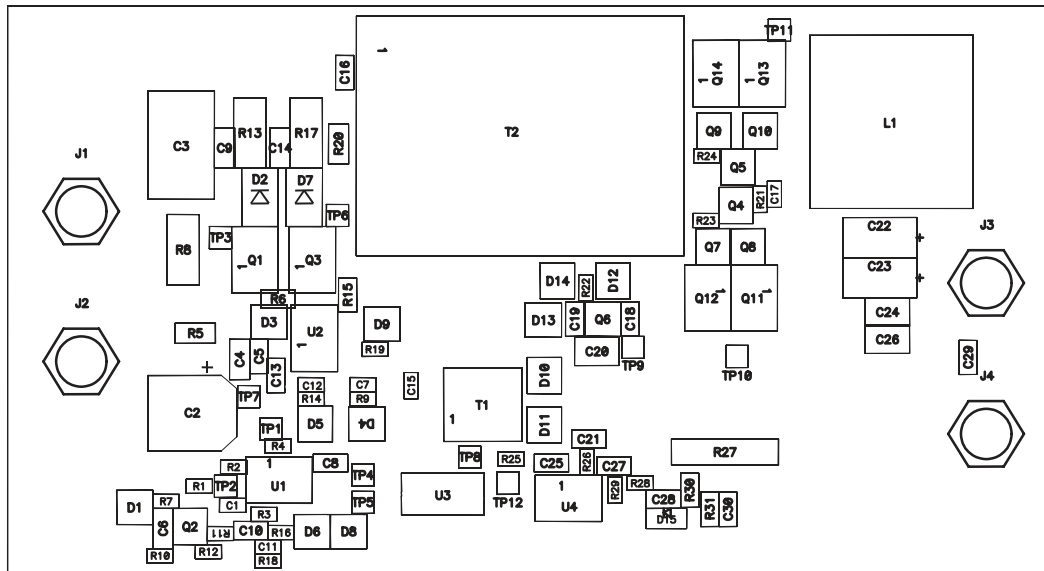 TP11
1
C16
Q14
1
Q13
1
T2
L1
C3
C9
R13
C14
R17
R20
Q9
Q10
J1
R24
Q5
D2
D7
Q4
R21
C17
TP6
R23
TP3
C22
+
R8
Q1
1
Q3
1
Q7
Q8
J3
C23
+
D14
R22
D12
R6
R15
Q12
1
Q11
1
J2
D3
U2
1
D9
D13
C19
Q6
C18
C24
R5
R19
C20
TP9
C26
C4
C5
C13
TP10
C29
+
C2
TP7
C12
R14
C7
R9
C15
T1
1
D10
J4
D5
D4
D11
TP1
R4
C21
R2
1
C8
TP8
R25
C25
R26
C27
R27
R1
TP2
U1
TP4
U3
TP12
1
U4
R29
R28
R30
D1
R7
C1
TP5
C28
D15
R31
C30
C6
Q2
R3
R11
C10
R16
D6
D8
R10
R12
C11
R18